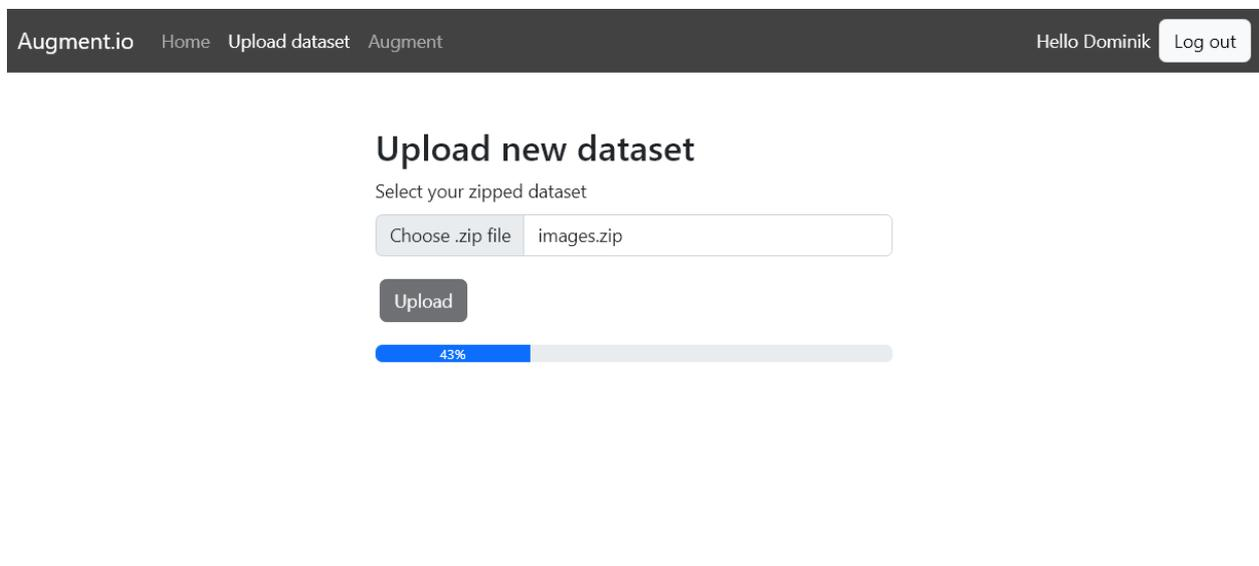 Augment.io Home Upload dataset Augment Hello Dominik Log out
Upload new dataset
Select your zipped dataset
Choose .zip file images.zip
Upload
43%